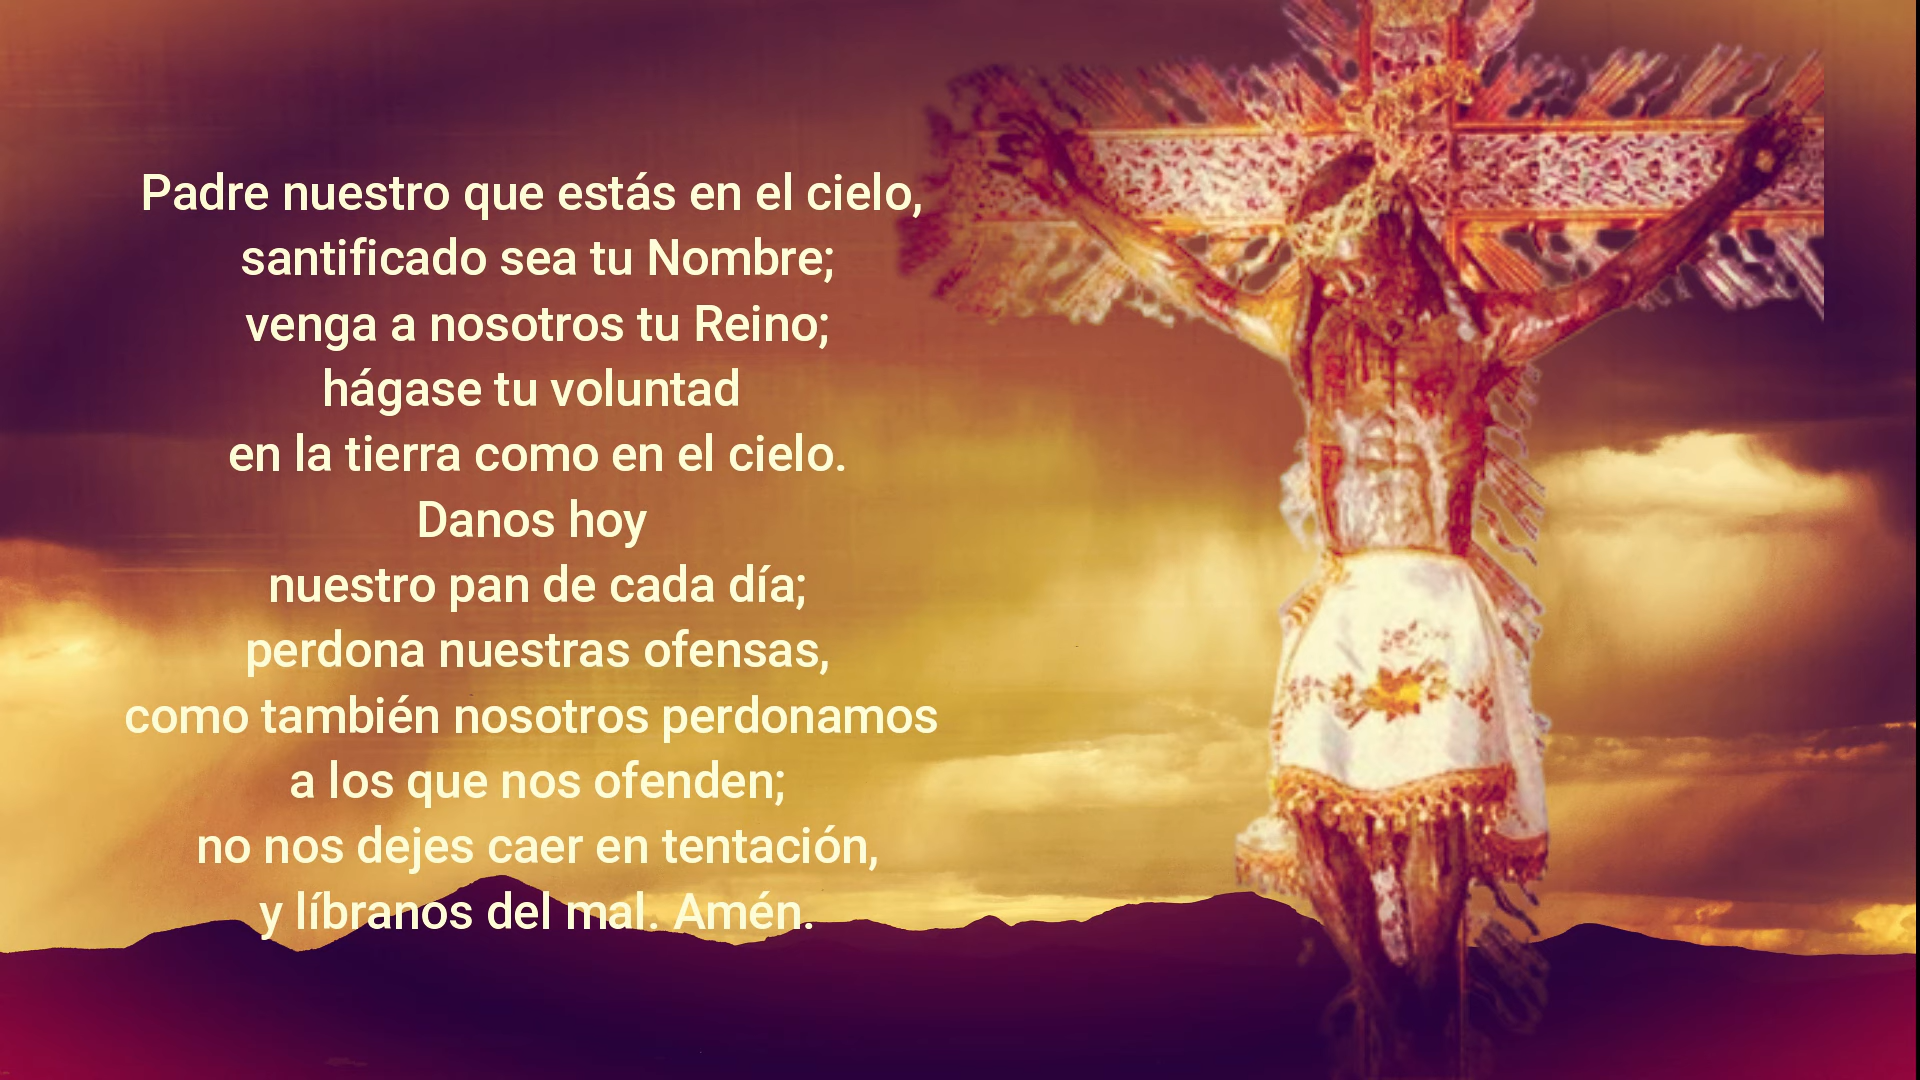 Padre nuestro que estás en el cielo,
santificado sea tu Nombre;
venga a nosotros tu Reino;
hágase tu voluntad
en la tierra como en el cielo.
Danos hoy
nuestro pan de cada día;
perdona nuestras ofensas,
como también nosotros perdonamos
a los que nos ofenden;
no nos dejes caer en tentación,
y líbranos del mal. Amén.